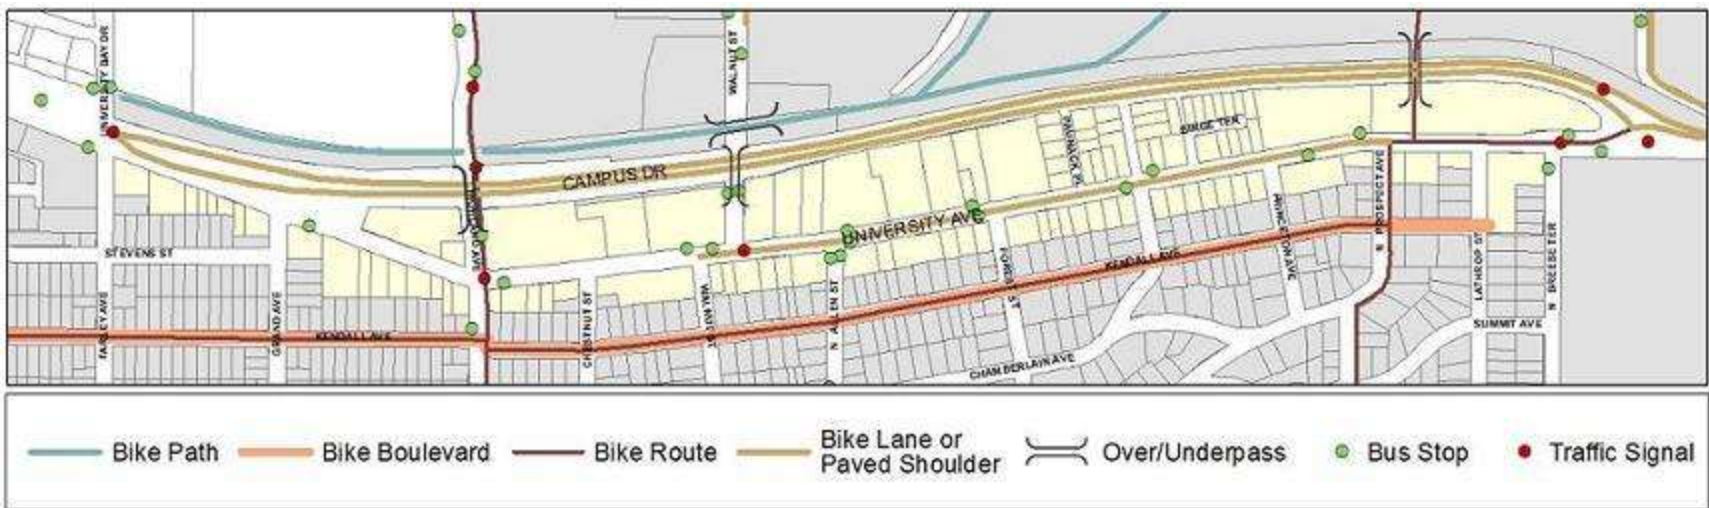 UNIVERSITY BAY DR
WALNUT ST
CAMPUS DR
PADDOCK PL
BIRGE TER
UNIVERSITY AVE
STEVENS ST
FARLEY AVE
GRAND AVE
KENDALL AVE
CHESTNUT ST
N ALLEN ST
FOREST ST
KENDALL AVE
PRINCETON AVE
N PROSPECT AVE
LATHROP ST
N BREESE TER
SUMMIT AVE
CHAMBERLAIN AVE
Bike Path
Bike Boulevard
Bike Route
Bike Lane or
Paved Shoulder
Over/Underpass
Bus Stop
Traffic Signal